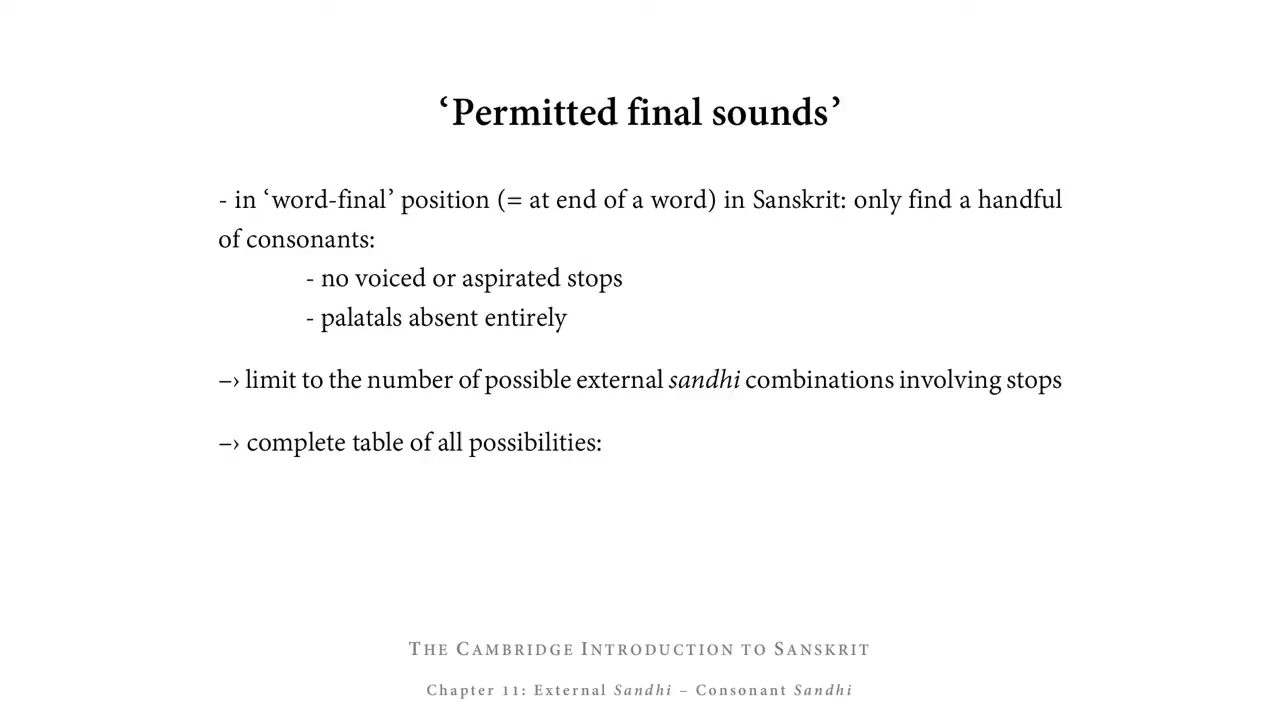 ‘Permitted final sounds’
- in ‘word-final’ position (= at end of a word) in Sanskrit: only find a handful
of consonants:
- no voiced or aspirated stops
- palatals absent entirely
–› limit to the number of possible external sandhi combinations involving stops
–› complete table of all possibilities:
The Cambridge Introduction to Sanskrit
Chapter 11: External Sandhi – Consonant Sandhi